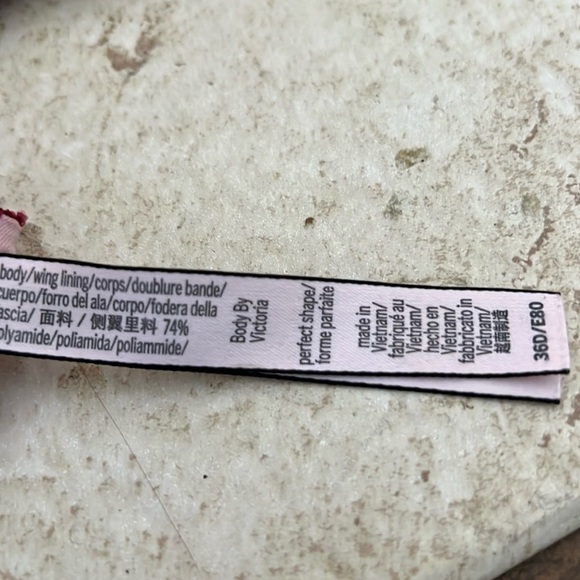 body/wing lining/corps/doublure bande/
cuerpo/forro del ala/corpo/fodera della
fascia/ 面料 / 侧翼里料 74%
polyamide/poliamida/poliammide/
Body By
Victoria
perfect shape/
forme parfaite
made in
Vietnam/
fabriqué au
Vietnam/
hecho en
Vietnam/
fabbricato in
Vietnam/
越南制造
36D/E80